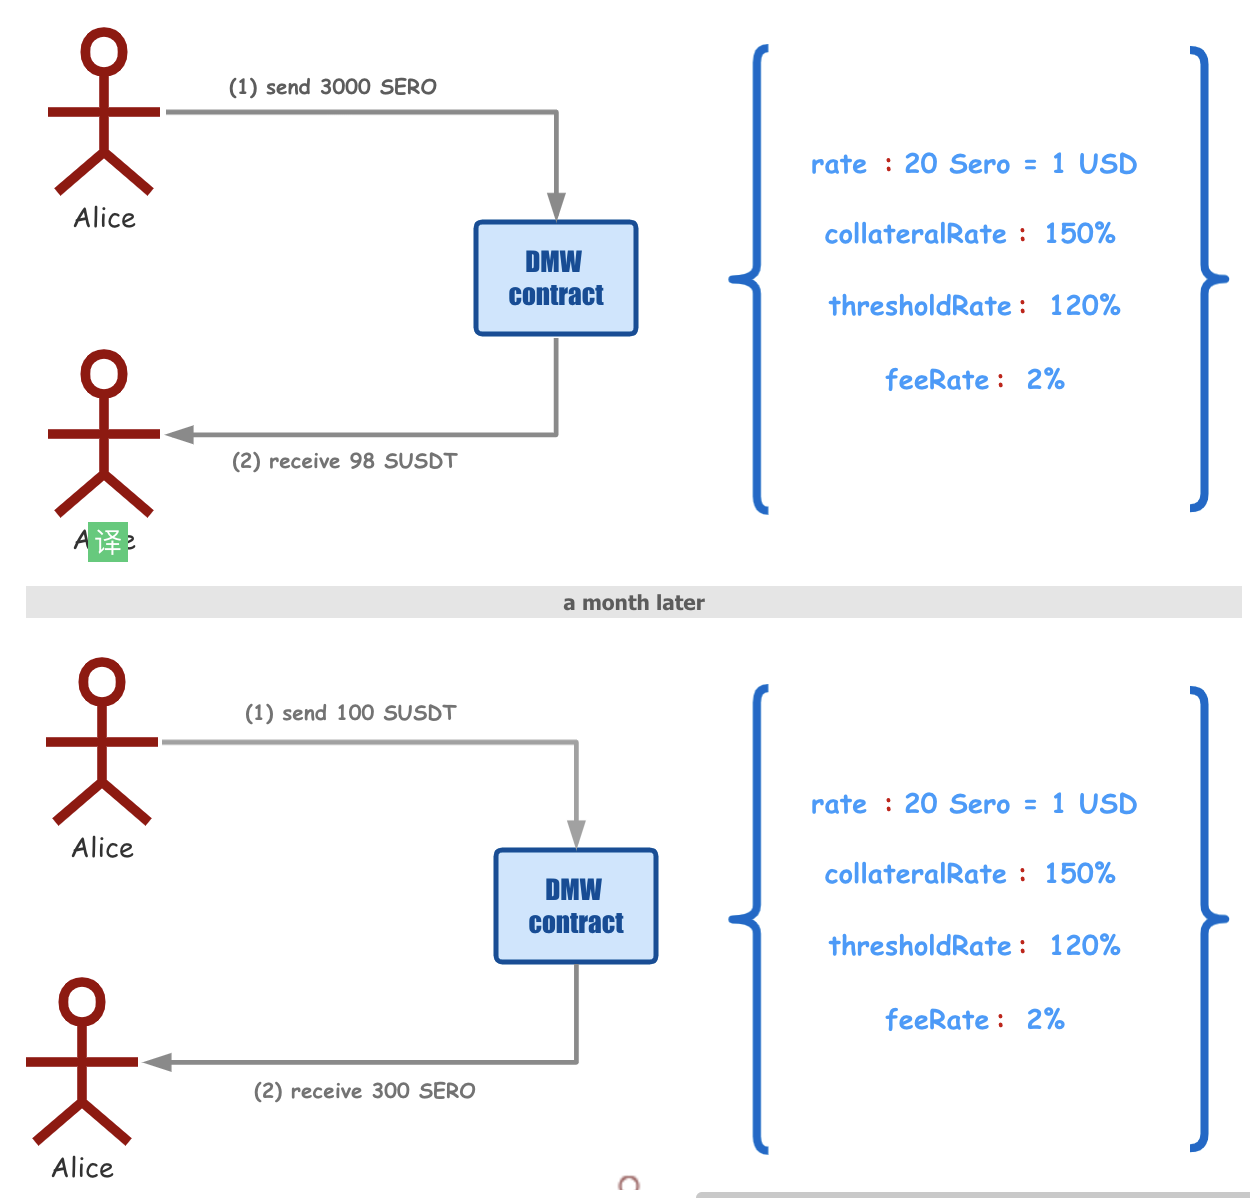 (1) send 3000 SERO
Alice
DMW
contract
(2) receive 98 SUSDT
译
rate : 20 Sero = 1 USD
collateralRate : 150%
thresholdRate : 120%
feeRate : 2%
a month later
(1) send 100 SUSDT
Alice
DMW
contract
(2) receive 300 SERO
Alice
rate : 20 Sero = 1 USD
collateralRate : 150%
thresholdRate : 120%
feeRate : 2%